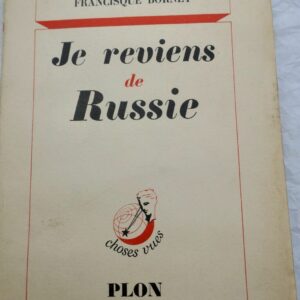 FRANCISQUE BORNET
Je reviens
de
Russie
choses vues
PLON